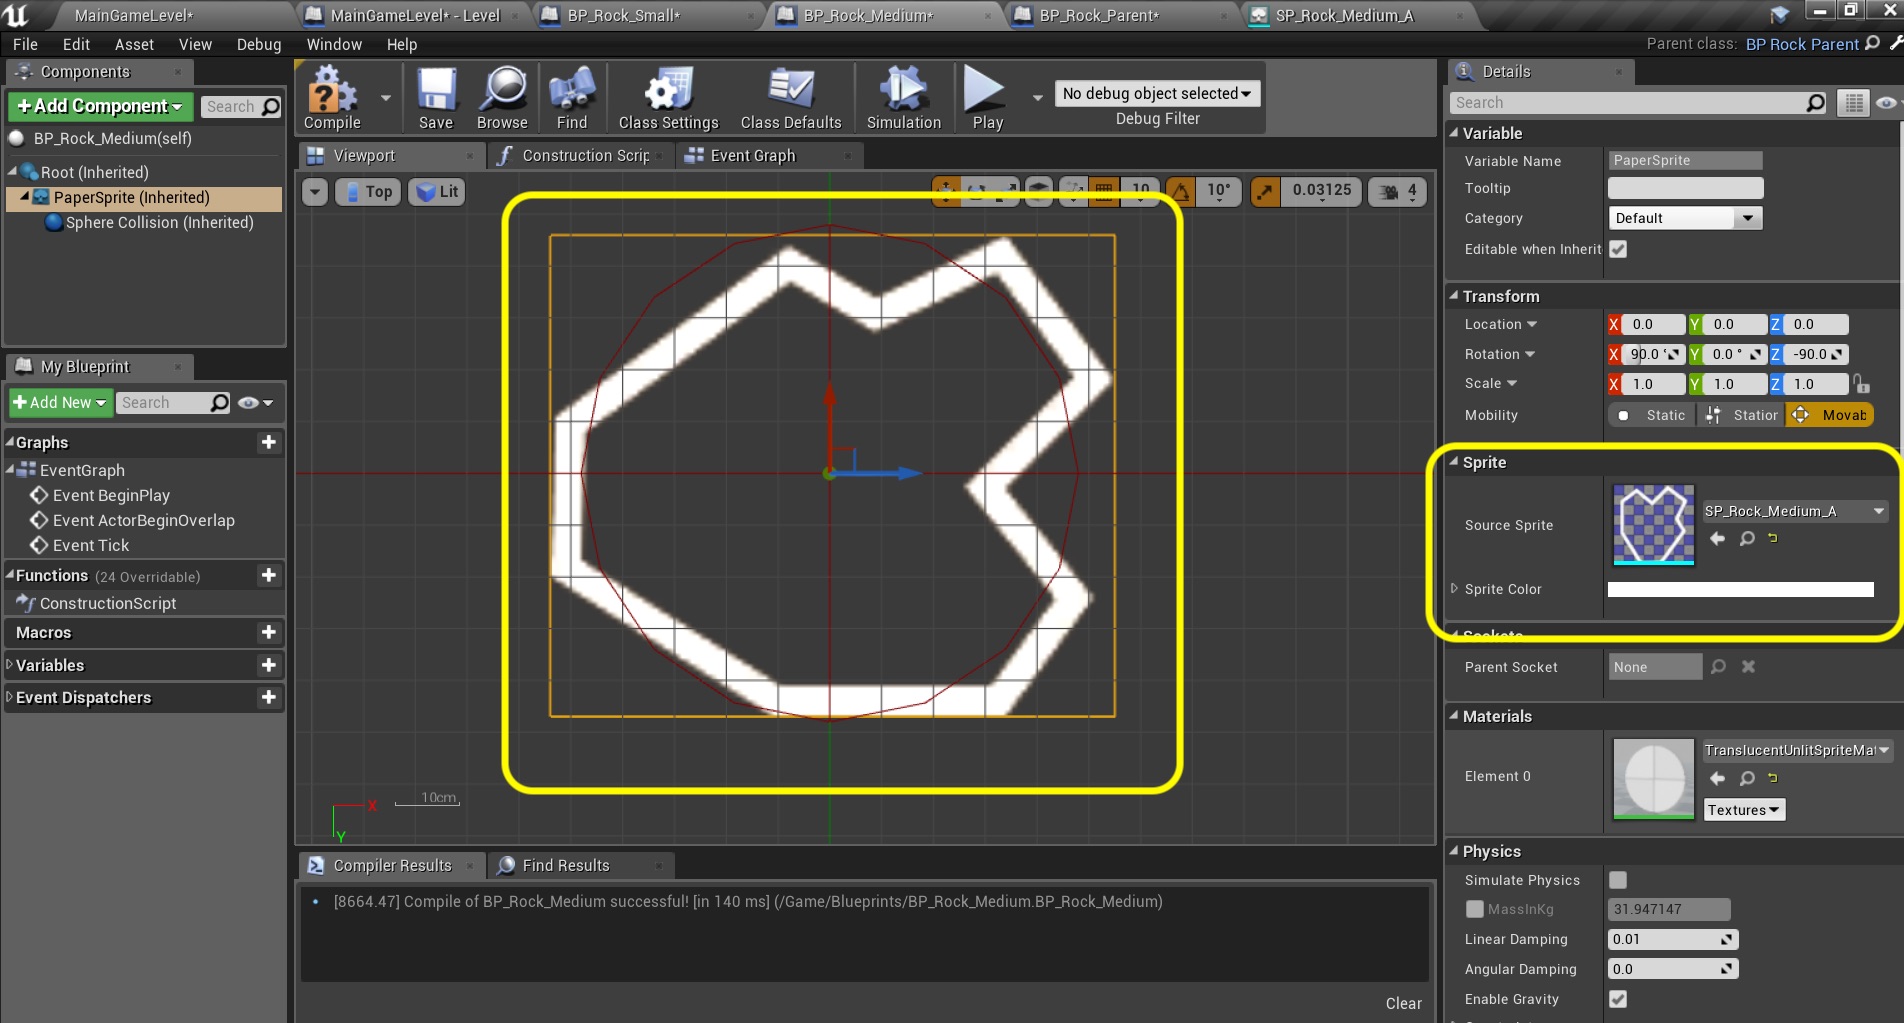 MainGameLevel*
MainGameLevel* - Level
BP_Rock_Small*
BP_Rock_Medium*
BP_Rock_Parent*
SP_Rock_Medium_A
File Edit Asset View Debug Window Help
Parent class: BP Rock Parent
Components
+Add Component
Search
BP_Rock_Medium(self)
Root (Inherited)
PaperSprite (Inherited)
Sphere Collision (Inherited)
My Blueprint
+Add New
Search
Graphs
EventGraph
Event BeginPlay
Event ActorBeginOverlap
Event Tick
Functions (24 Overridable)
ConstructionScript
Macros
Variables
Event Dispatchers
Compile
Save
Browse
Find
Class Settings
Class Defaults
Simulation
Play
No debug object selected
Debug Filter
Viewport
Construction Scrip
Event Graph
Top
Lit
10
10°
0.03125
4
10cm
X
Y
Compiler Results
Find Results
[8664.47] Compile of BP_Rock_Medium successful! [in 140 ms] (/Game/Blueprints/BP_Rock_Medium.BP_Rock_Medium)
Clear
Details
Search
Variable
Variable Name PaperSprite
Tooltip
Category Default
Editable when Inherit
Transform
Location X 0.0 Y 0.0 Z 0.0
Rotation X 90.0 ° Y 0.0 ° Z -90.0
Scale X 1.0 Y 1.0 Z 1.0
Mobility Static Station Movab
Sprite
Source Sprite SP_Rock_Medium_A
Sprite Color
Sockets
Parent Socket None
Materials
Element 0 TranslucentUnlitSpriteMat
Textures
Physics
Simulate Physics
MassInKg 31.947147
Linear Damping 0.01
Angular Damping 0.0
Enable Gravity